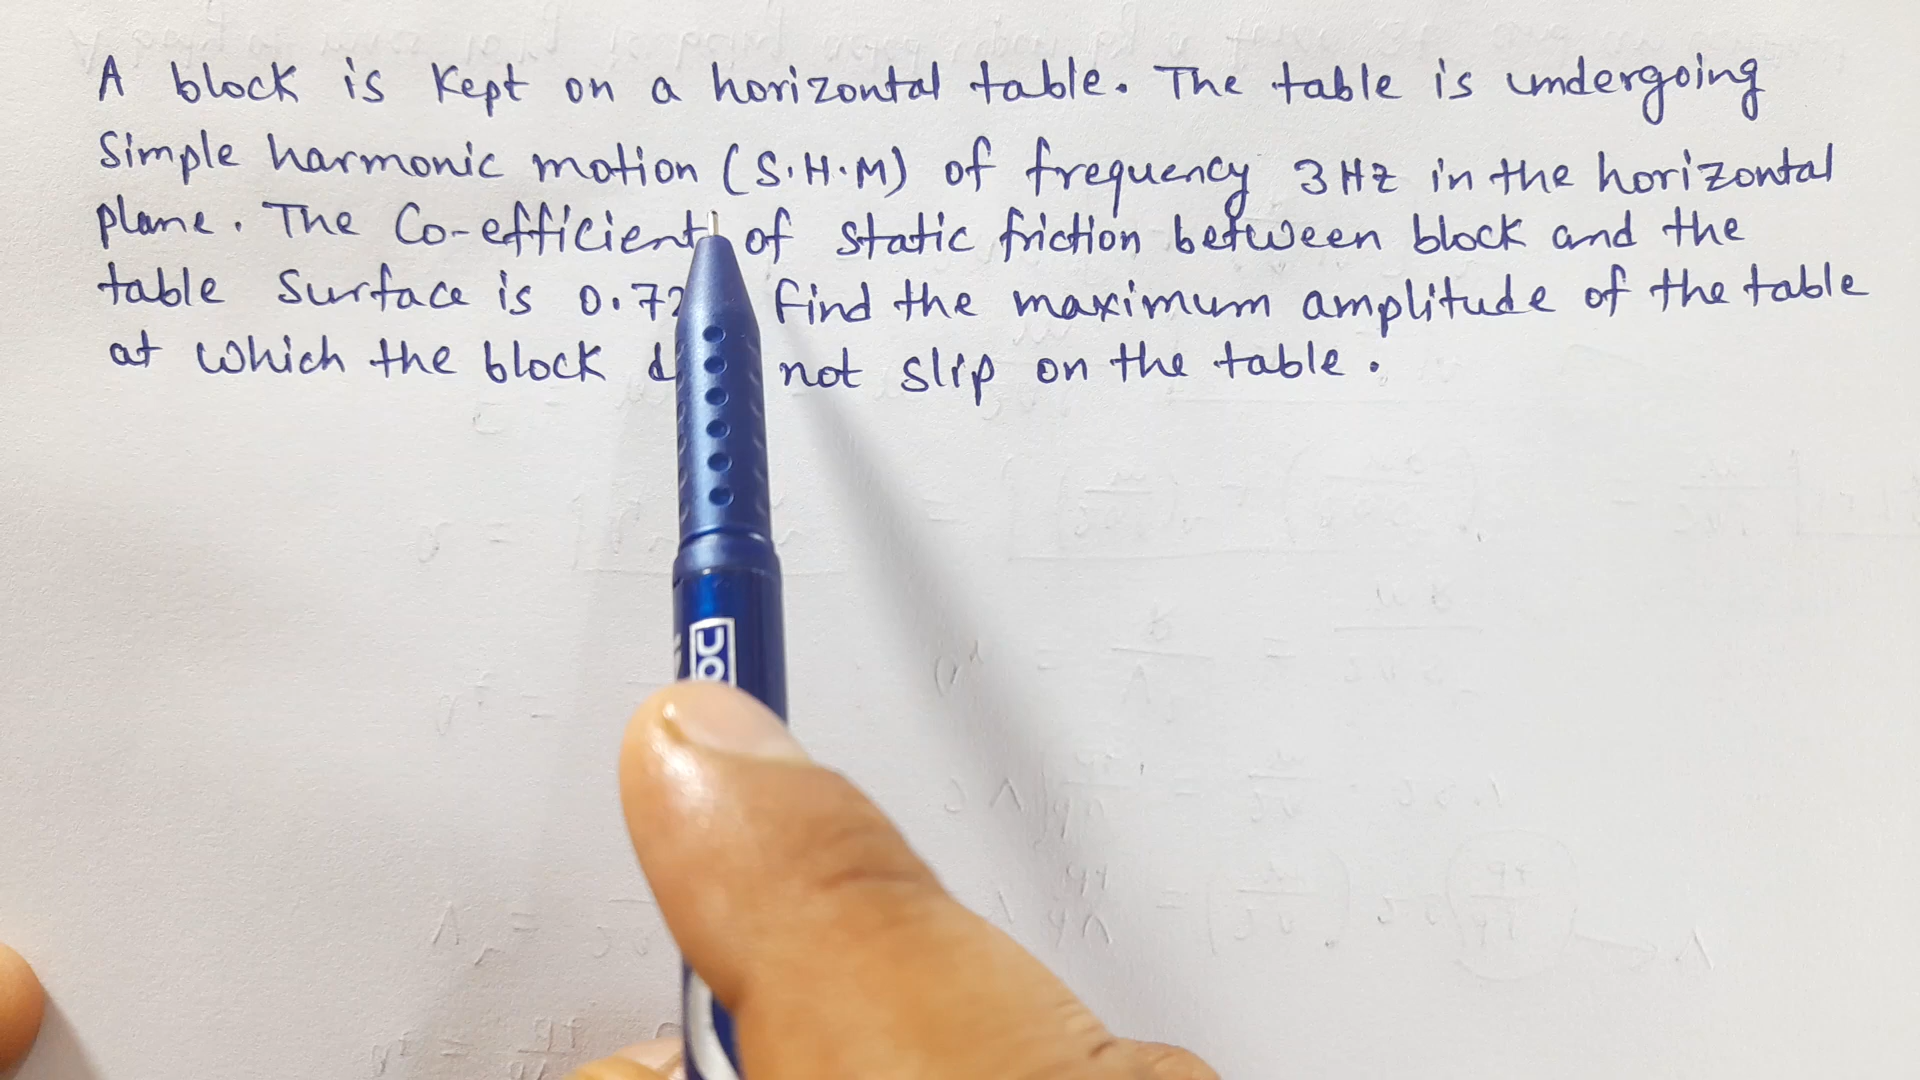 A block is kept on a horizontal table. The table is undergoing
Simple harmonic motion (S.H.M) of frequency 3 Hz in the horizontal
plane. The Co-efficient of static friction between block and the
table Surface is find the maximum amplitude of the table
at which the block not slip on the table.